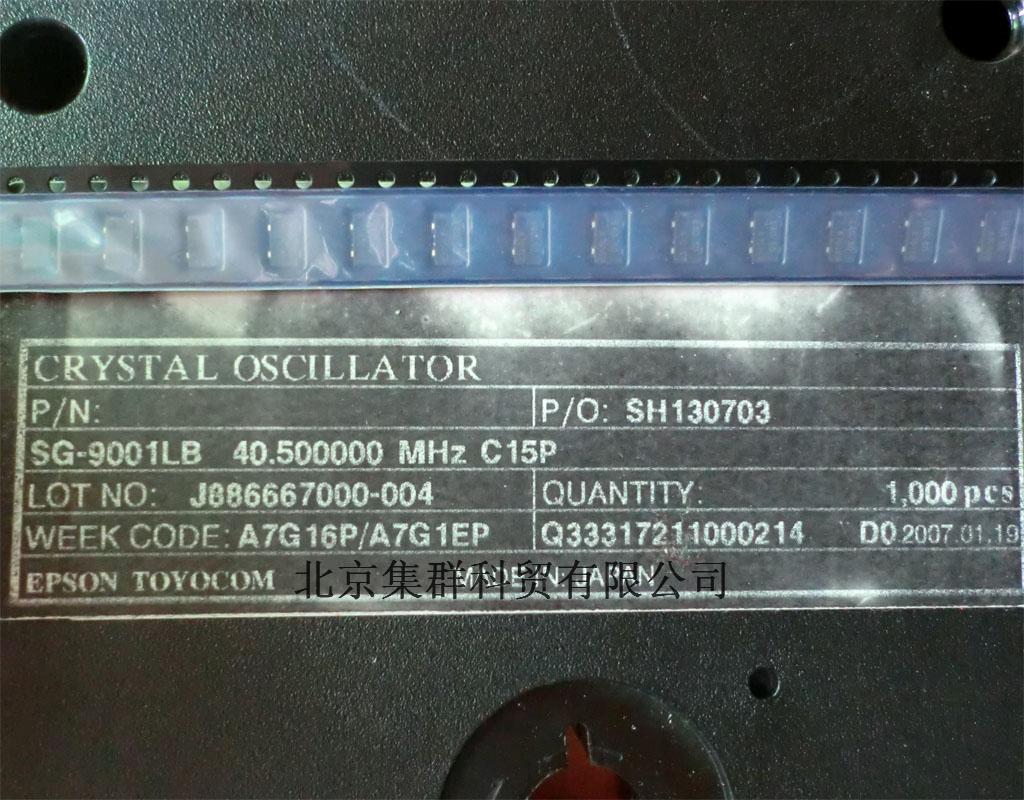 CRYSTAL OSCILLATOR
P/N: P/O: SH130703
SG-9001LB 40.500000 MHz C15P
LOT NO: J886667000-004 QUANTITY: 1,000 pcs
WEEK CODE: A7G16P/A7G1EP Q33317211000214 D0 2007.01.19
EPSON TOYOCOM 北京集群科贸有限公司